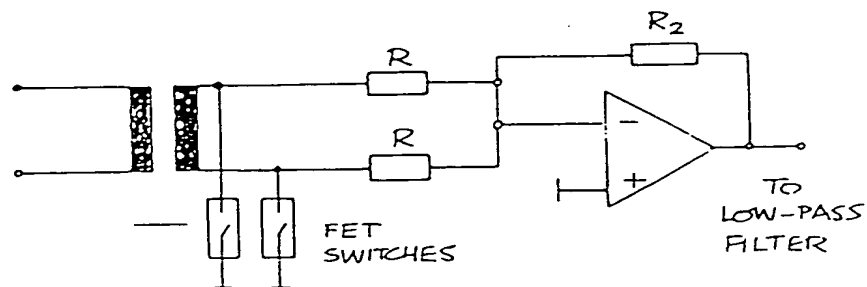 R₂
R
R
−
+
FET
SWITCHES
TO
LOW-PASS
FILTER